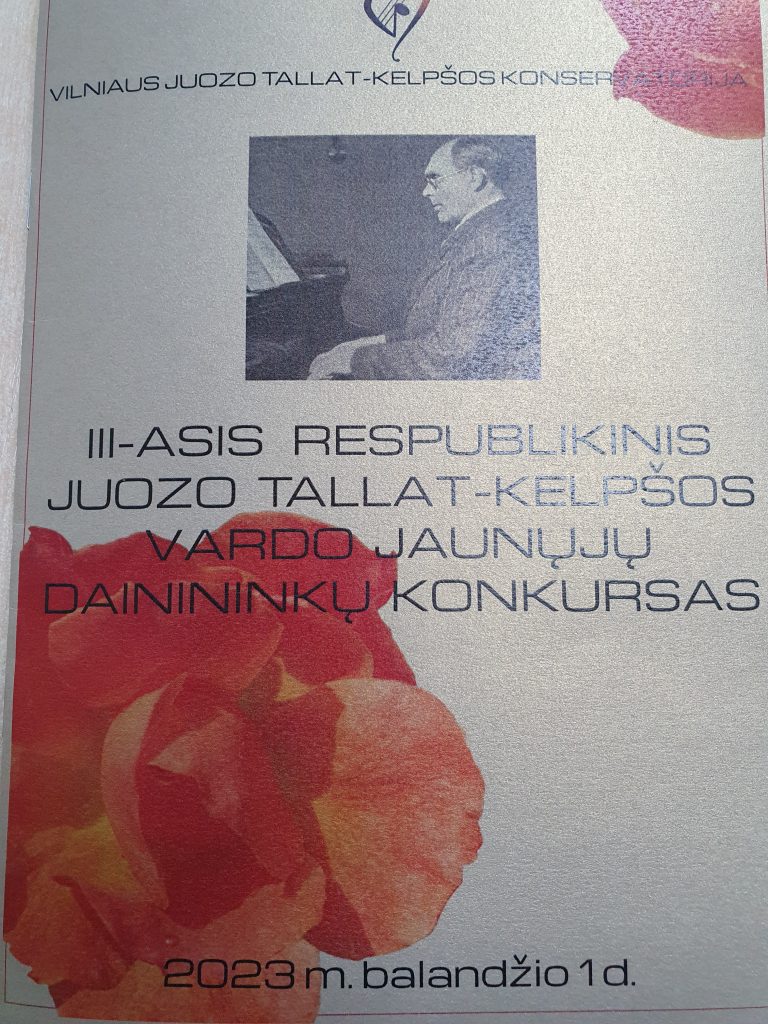 VILNIAUS JUOZO TALLAT-KELPŠOS KONSERVATORIJA
III-ASIS RESPUBLIKINIS
JUOZO TALLAT-KELPŠOS
VARDO JAUNŲJŲ
DAINININKŲ KONKURSAS
2023 m. balandžio 1 d.